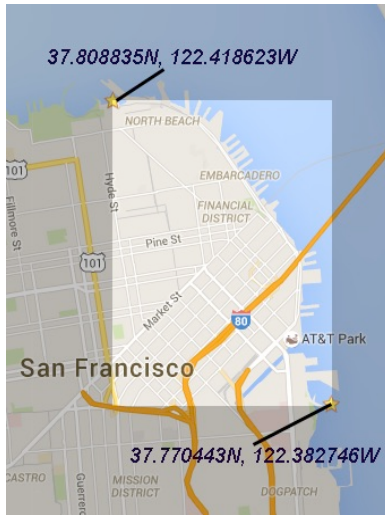 37.808835N, 122.418623W
NORTH BEACH
Hyde St
EMBARCADERO
101
Fillmore St
FINANCIAL
DISTRICT
Pine St
101
Market St
80
AT&T Park
San Francisco
37.770443N, 122.382746W
CASTRO
MISSION
DISTRICT
Guerrero
DOGPATCH